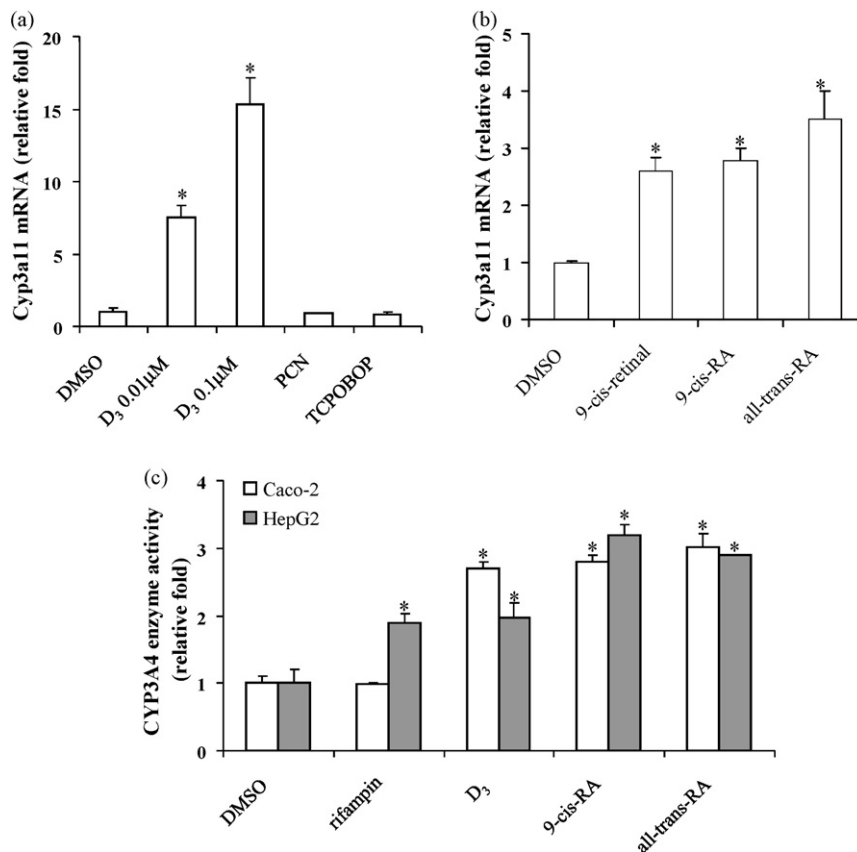 (a)
Cyp3a11 mRNA (relative fold)
20
15
10
5
0
*
*
DMSO
D₃ 0.01μM
D₃ 0.1μM
PCN
TCPOBOP
(b)
Cyp3a11 mRNA (relative fold)
5
4
3
2
1
0
*
*
*
DMSO
9-cis-retinal
9-cis-RA
all-trans-RA
(c)
CYP3A4 enzyme activity
(relative fold)
Caco-2
HepG2
4
3
2
1
0
*
*
*
*
*
*
*
DMSO
rifampin
D₃
9-cis-RA
all-trans-RA